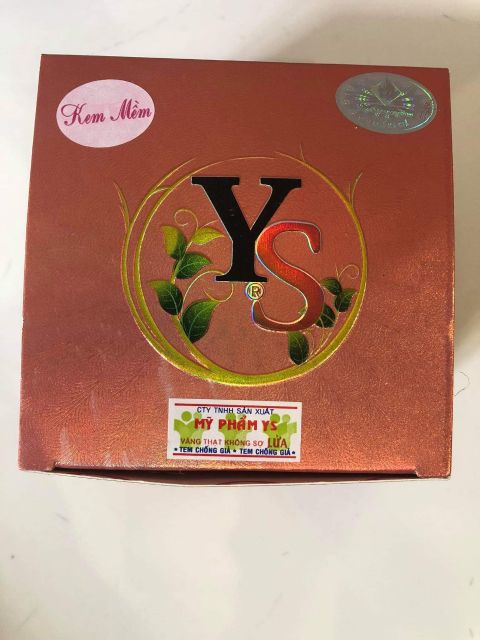 Kem Mềm
YS
®
CTY TNHH SẢN XUẤT
MỸ PHẨM YS
VÀNG THẬT KHÔNG SỢ LỬA
★ TEM CHỐNG GIẢ ★ TEM CHỐNG GIẢ ★